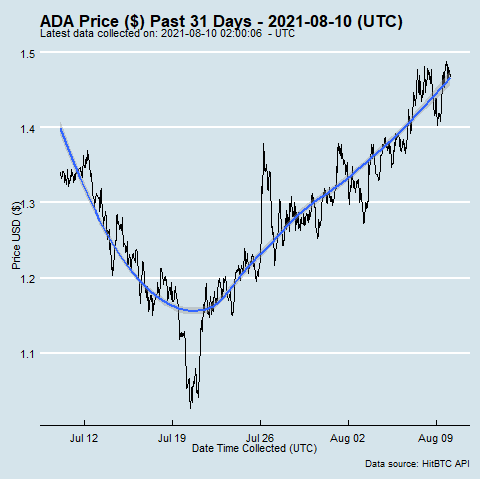 ADA Price ($) Past 31 Days - 2021-08-10 (UTC)
Latest data collected on: 2021-08-10 02:00:06 - UTC
1.5
1.4
1.3
1.2
1.1
Price USD ($)
Jul 12
Jul 19
Jul 26
Aug 02
Aug 09
Date Time Collected (UTC)
Data source: HitBTC API